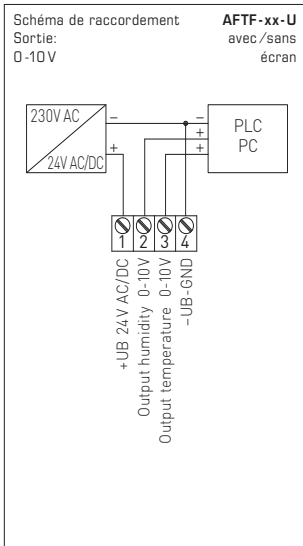 Schéma de raccordement AFTF-xx-U
Sortie: avec/sans
0-10 V écran
230V AC
24V AC/DC
–
+
–
+
+
PLC
PC
1 2 3 4
+UB 24V AC/DC
Output humidity 0-10V
Output temperature 0-10V
–UB-GND